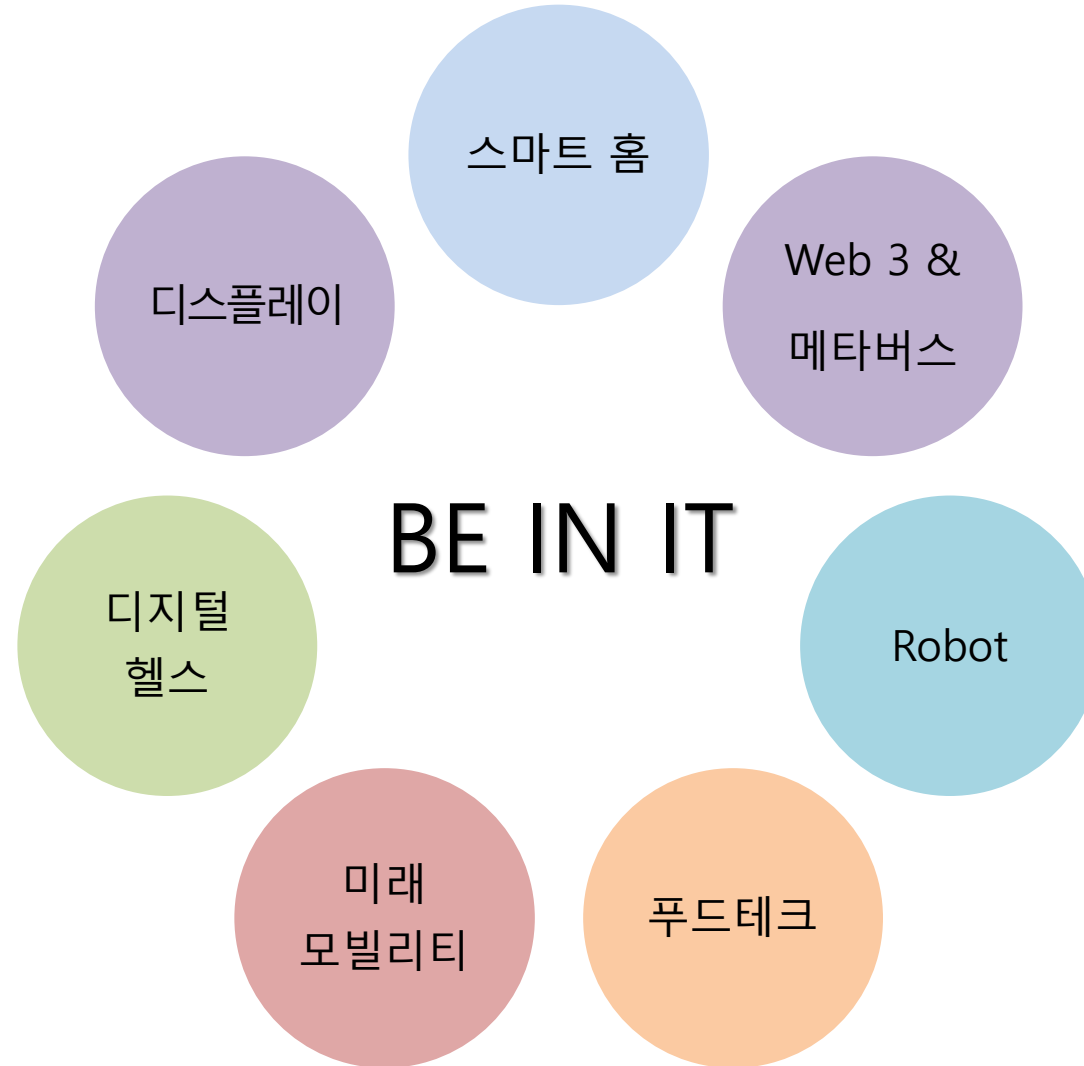 스마트 홈
디스플레이
Web 3 &
메타버스
BE IN IT
디지털
헬스
Robot
미래
모빌리티
푸드테크